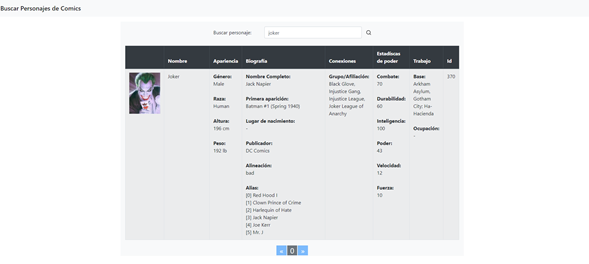 Buscar Personajes de Comics
Buscar personaje:
Joker
Nombre
Apariencia
Biografía
Conexiones
Estadiscas
de poder
Trabajo
Id
Joker
Género:
Male
Raza:
Human
Altura:
196 cm
Peso:
192 lb
Nombre Completo:
Jack Napier
Primera aparición:
Batman #1 (Spring 1940)
Lugar de nacimiento:
-
Publicador:
DC Comics
Alineación:
bad
Alias:
[0] Red Hood I
[1] Clown Prince of Crime
[2] Harlequin of Hate
[3] Jack Napier
[4] Joe Kerr
[5] Mr. J
Grupo/Afiliación:
Black Glove,
Injustice Gang,
Injustice League,
Joker League of
Anarchy
Combate:
70
Durabilidad:
60
Inteligencia:
100
Poder:
43
Velocidad:
12
Fuerza:
10
Base:
Arkham
Asylum,
Gotham
City; Ha-
Hacienda
Ocupación:
-
370
« 0 »